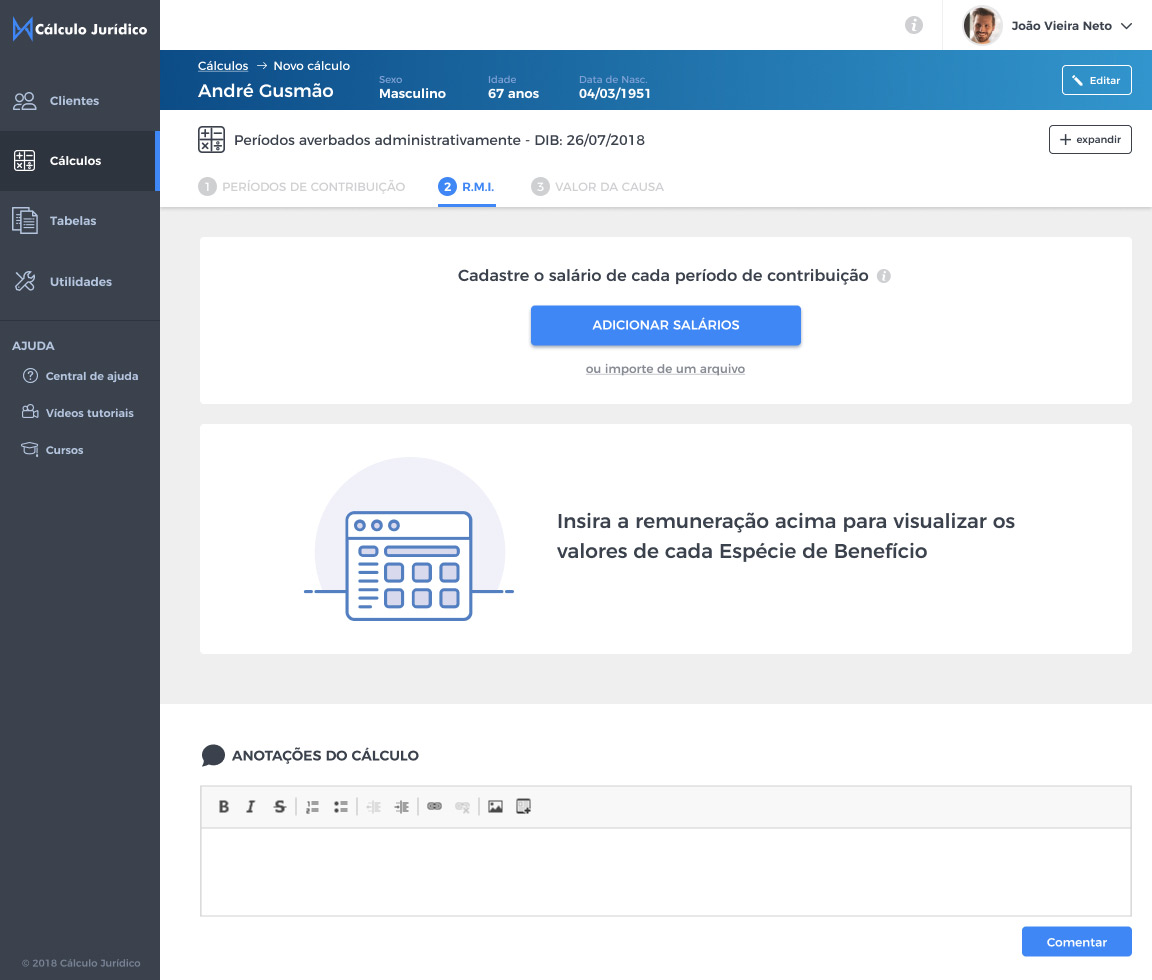 Cálculo Jurídico
João Vieira Neto
Clientes
Cálculos
Tabelas
Utilidades
AJUDA
Central de ajuda
Vídeos tutoriais
Cursos
© 2018 Cálculo Jurídico
Cálculos → Novo cálculo
André Gusmão
Sexo
Masculino
Idade
67 anos
Data de Nasc.
04/03/1951
Editar
Períodos averbados administrativamente - DIB: 26/07/2018
+ expandir
1 PERÍODOS DE CONTRIBUIÇÃO
2 R.M.I.
3 VALOR DA CAUSA
Cadastre o salário de cada período de contribuição
ADICIONAR SALÁRIOS
ou importe de um arquivo
Insira a remuneração acima para visualizar os
valores de cada Espécie de Benefício
ANOTAÇÕES DO CÁLCULO
B I S
Comentar